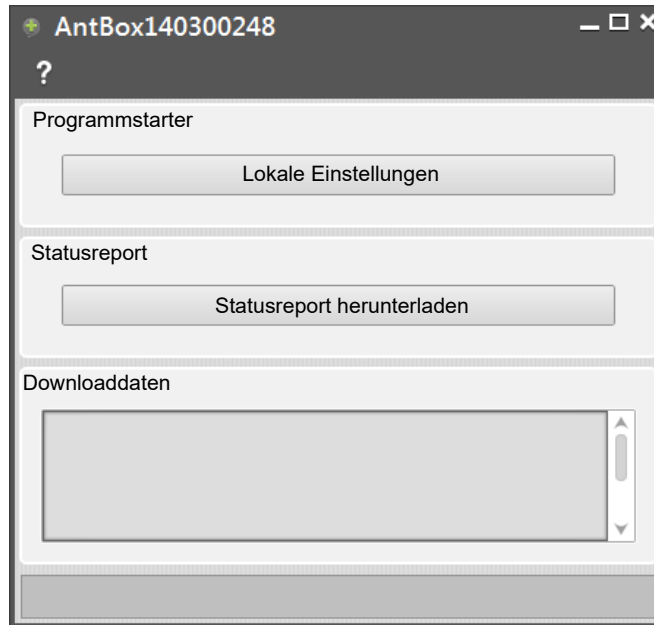 AntBox140300248
?
Programmstarter
Lokale Einstellungen
Statusreport
Statusreport herunterladen
Downloaddaten